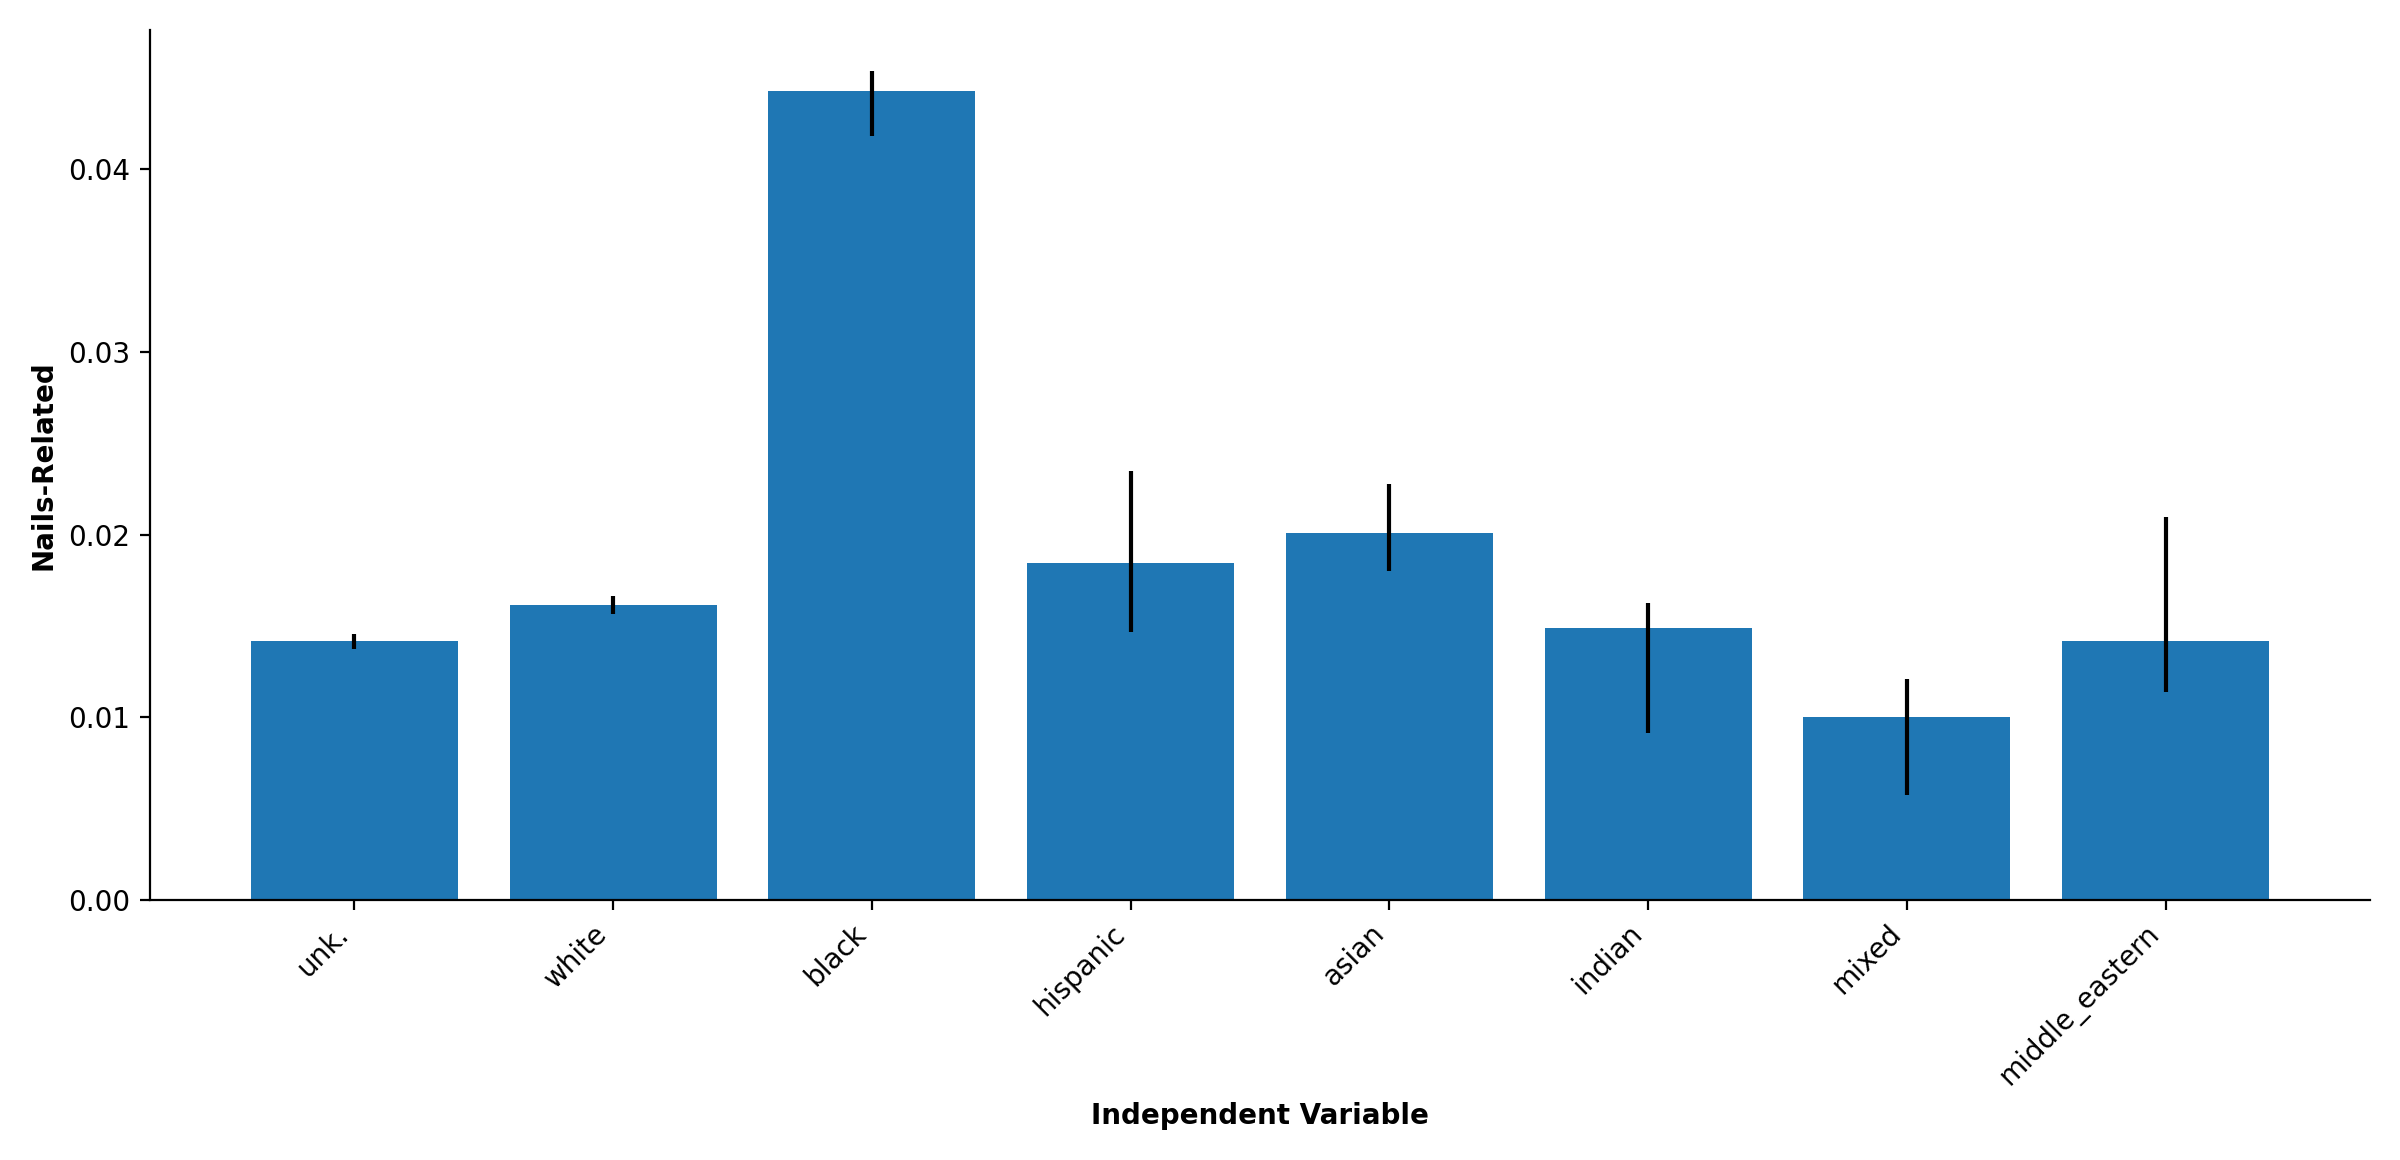 Nails-Related
0.04
0.03
0.02
0.01
0.00
unk.
white
black
hispanic
asian
indian
mixed
middle_eastern
Independent Variable